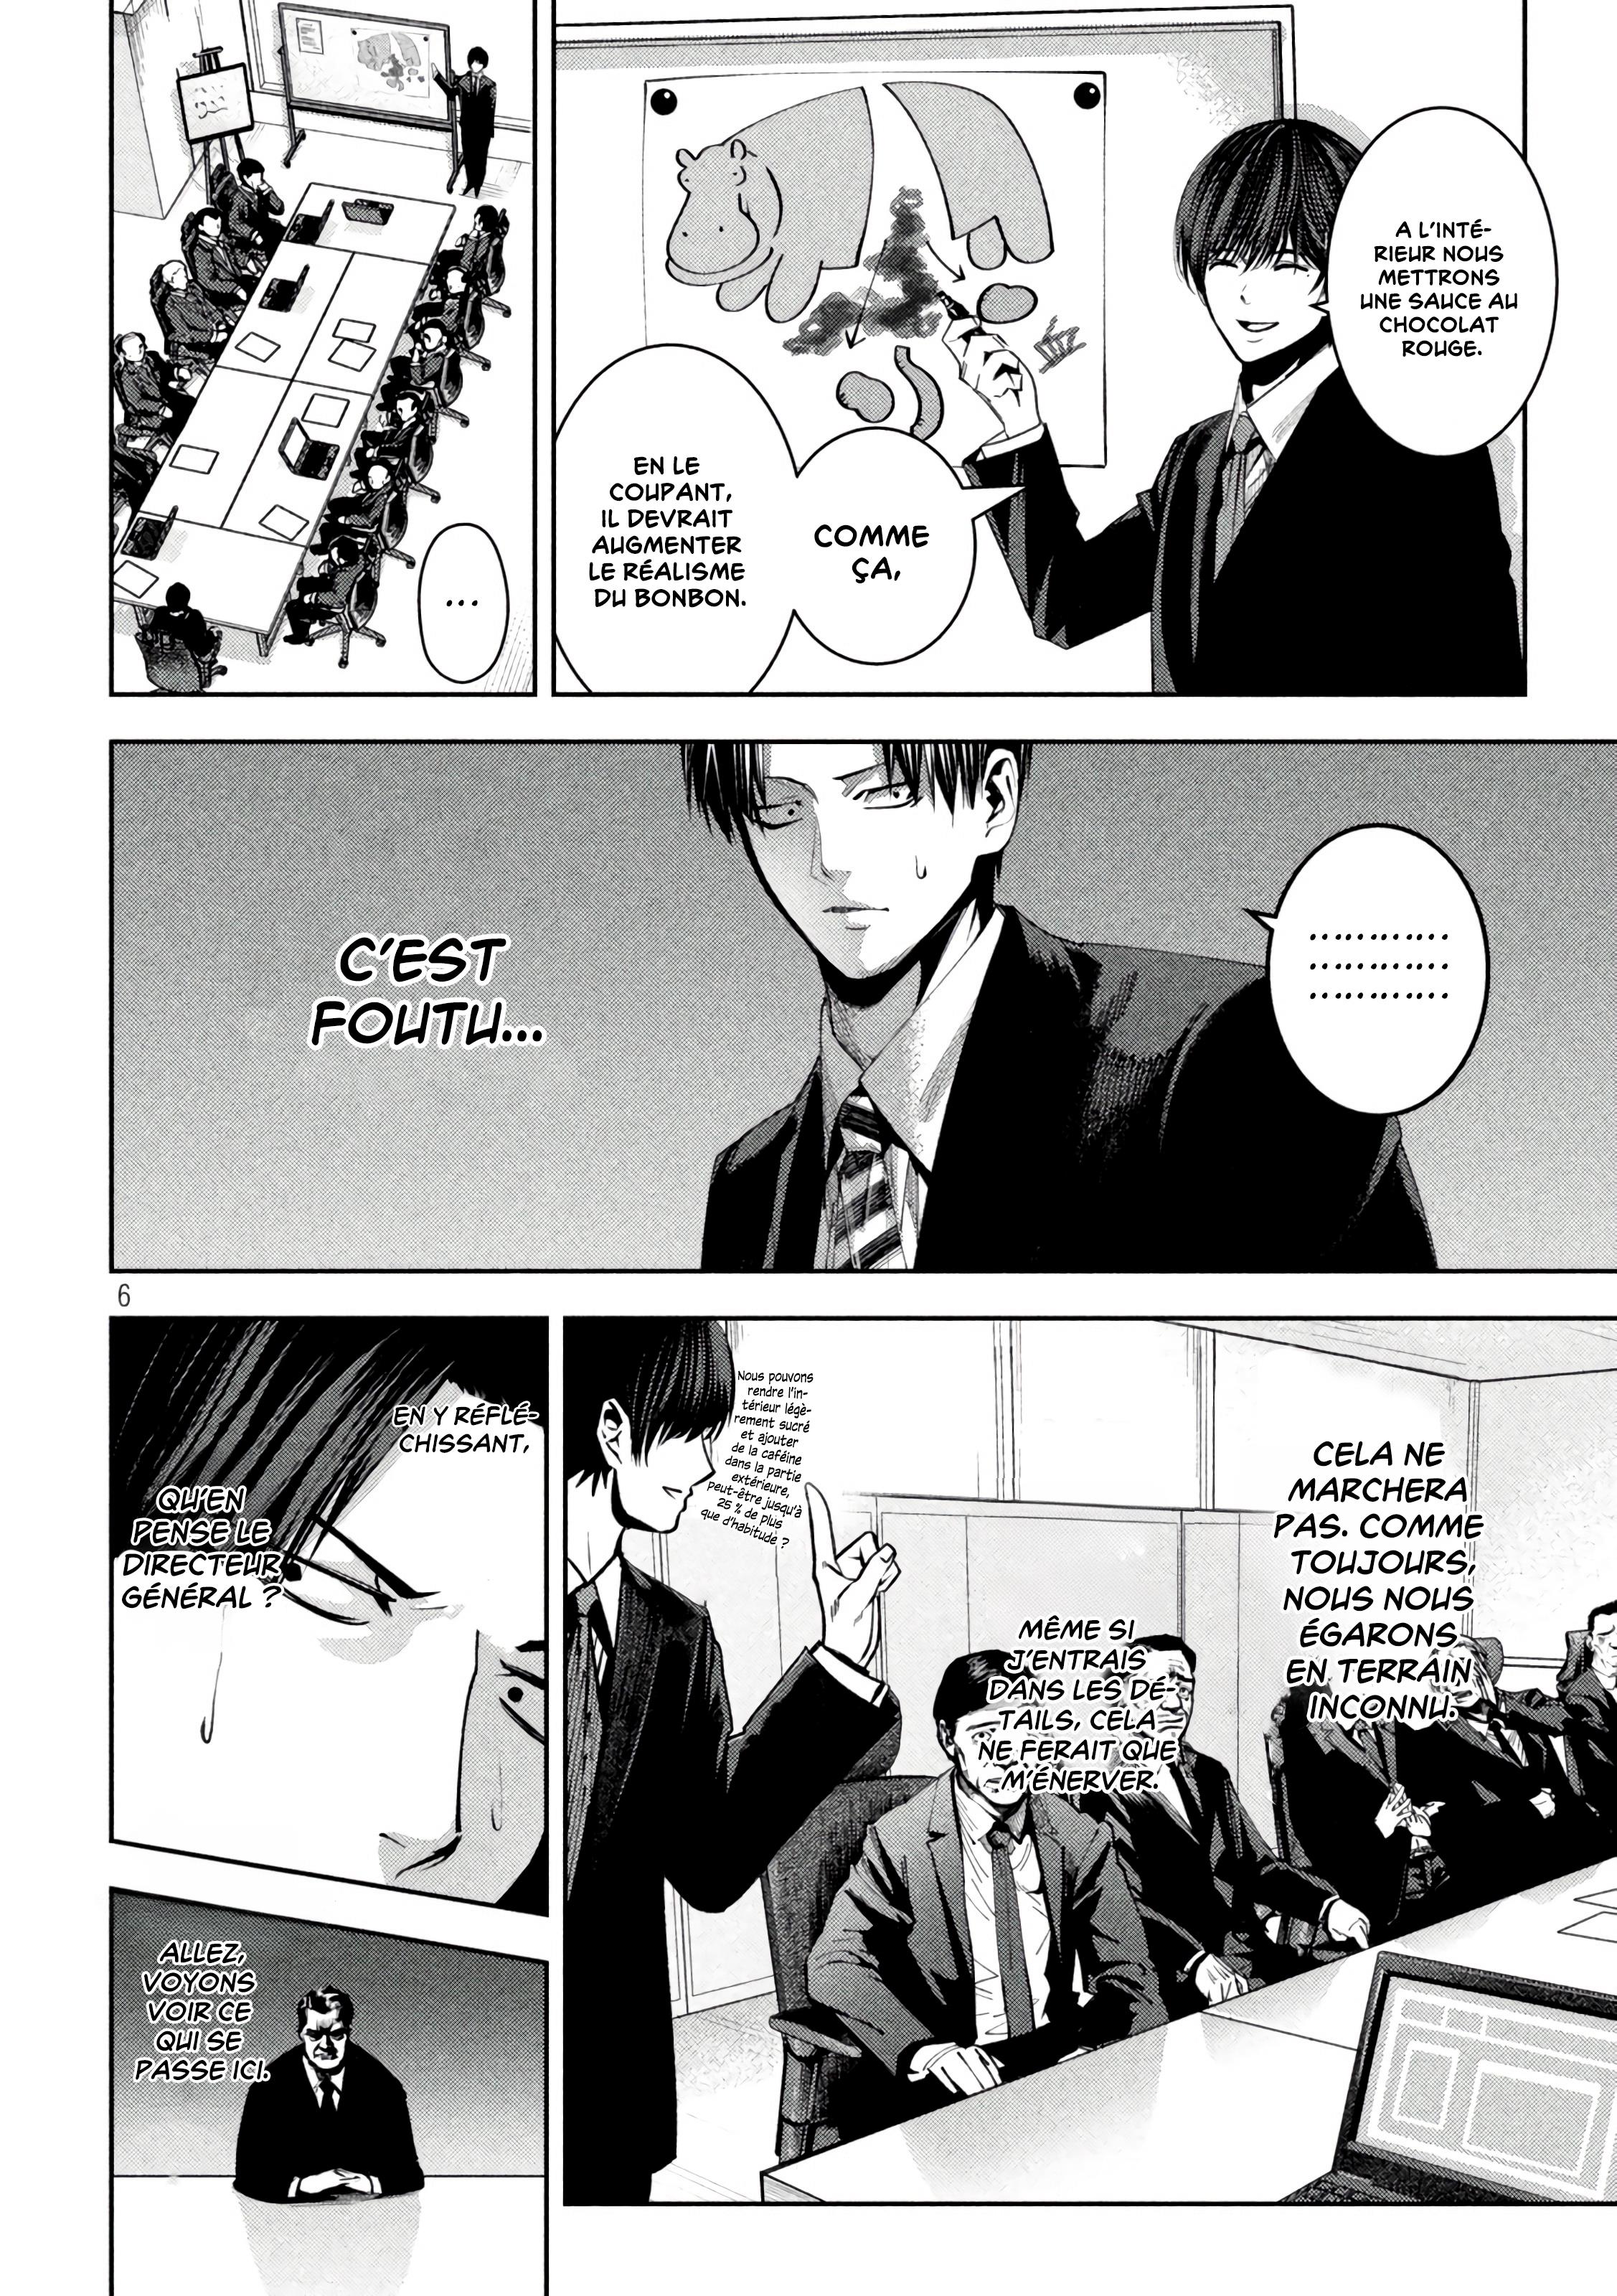 A L'INTÉ-
RIEUR NOUS
METTRONS
UNE SAUCE AU
CHOCOLAT
ROUGE.
COMME
ÇA,
EN LE
COUPANT,
IL DEVRAIT
AUGMENTER
LE RÉALISME
DU BONBON.
...
............
............
............
C'EST
FOUTU...
6
CELA NE
MARCHERA
PAS. COMME
TOUJOURS,
NOUS NOUS
ÉGARONS
EN TERRAIN
INCONNU.
MÊME SI
J'ENTRAIS
DANS LES DÉ-
TAILS, CELA
NE FERAIT QUE
M'ÉNERVER.
Nous pouvons
rendre l'in-
térieur légè-
rement sucré
et ajouter
de la caféine
dans la partie
extérieure,
peut-être jusqu'à
25 % de plus
que d'habitude ?
EN Y RÉFLÉ-
CHISSANT,
QU'EN
PENSE LE
DIRECTEUR
GÉNÉRAL ?
ALLEZ,
VOYONS
VOIR CE
QUI SE
PASSE ICI.